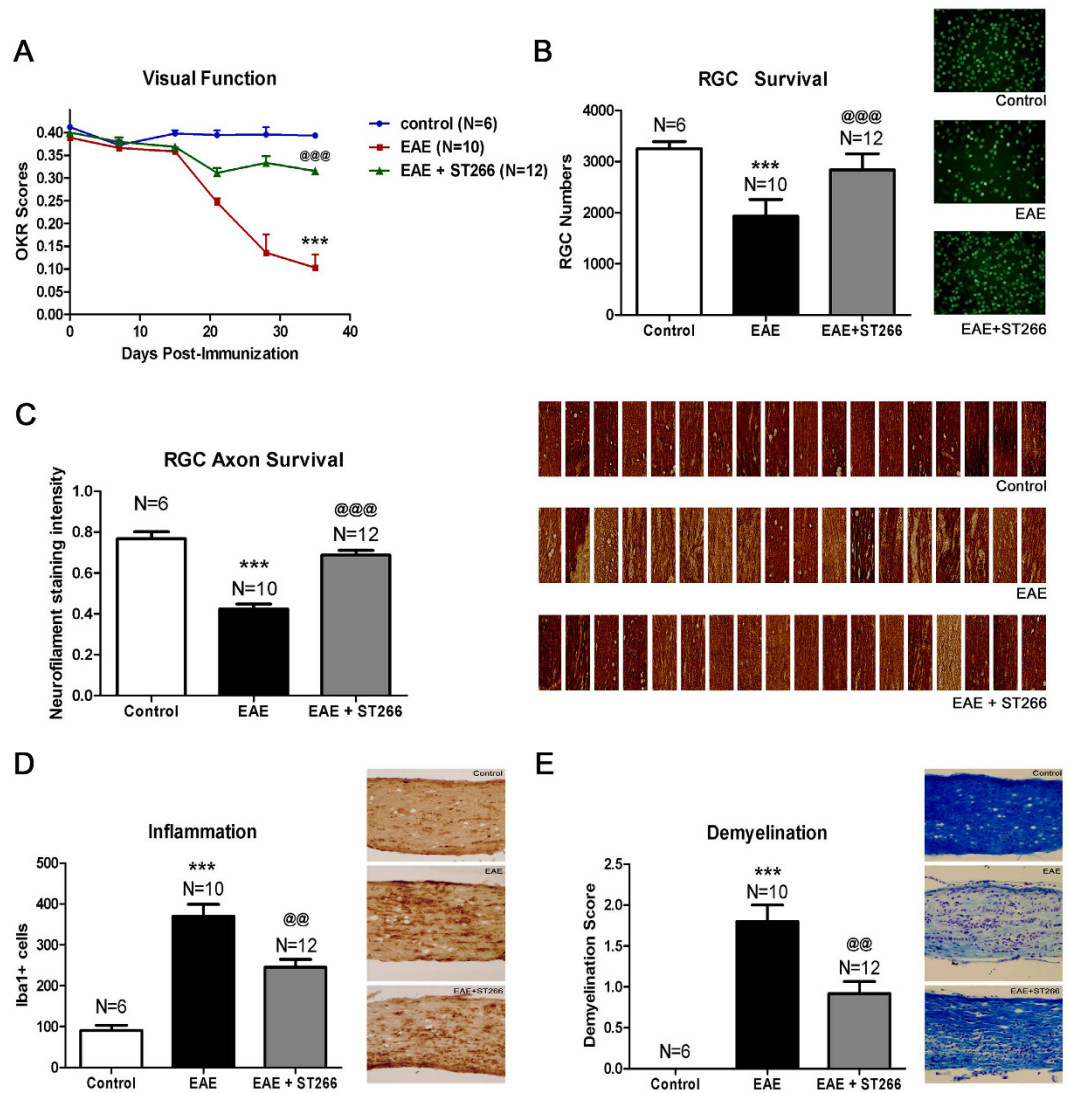 A
Visual Function
OKR Scores
0.40
0.35
0.30
0.25
0.20
0.15
0.10
0.05
0.00
@@@
***
0
10
20
30
40
Days Post-Immunization
control (N=6)
EAE (N=10)
EAE + ST266 (N=12)
B
RGC Survival
RGC Numbers
4000
3000
2000
1000
0
N=6
***
N=10
@@@
N=12
Control
EAE
EAE+ST266
Control
EAE
EAE+ST266
C
RGC Axon Survival
Neurofilament staining intensity
1.0
0.8
0.6
0.4
0.2
0.0
N=6
***
N=10
@@@
N=12
Control
EAE
EAE + ST266
Control
EAE
EAE + ST266
D
Inflammation
Iba1+ cells
500
400
300
200
100
0
N=6
***
N=10
@@
N=12
Control
EAE
EAE + ST266
Control
EAE
EAE+ST266
E
Demyelination
Demyelination Score
2.5
2.0
1.5
1.0
0.5
0.0
N=6
***
N=10
@@
N=12
Control
EAE
EAE + ST266
Control
EAE
EAE+ST266